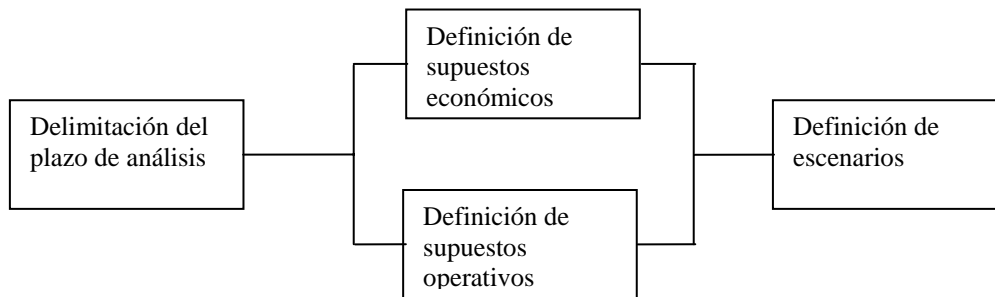 Delimitación del
plazo de análisis
Definición de
supuestos
económicos
Definición de
supuestos
operativos
Definición de
escenarios